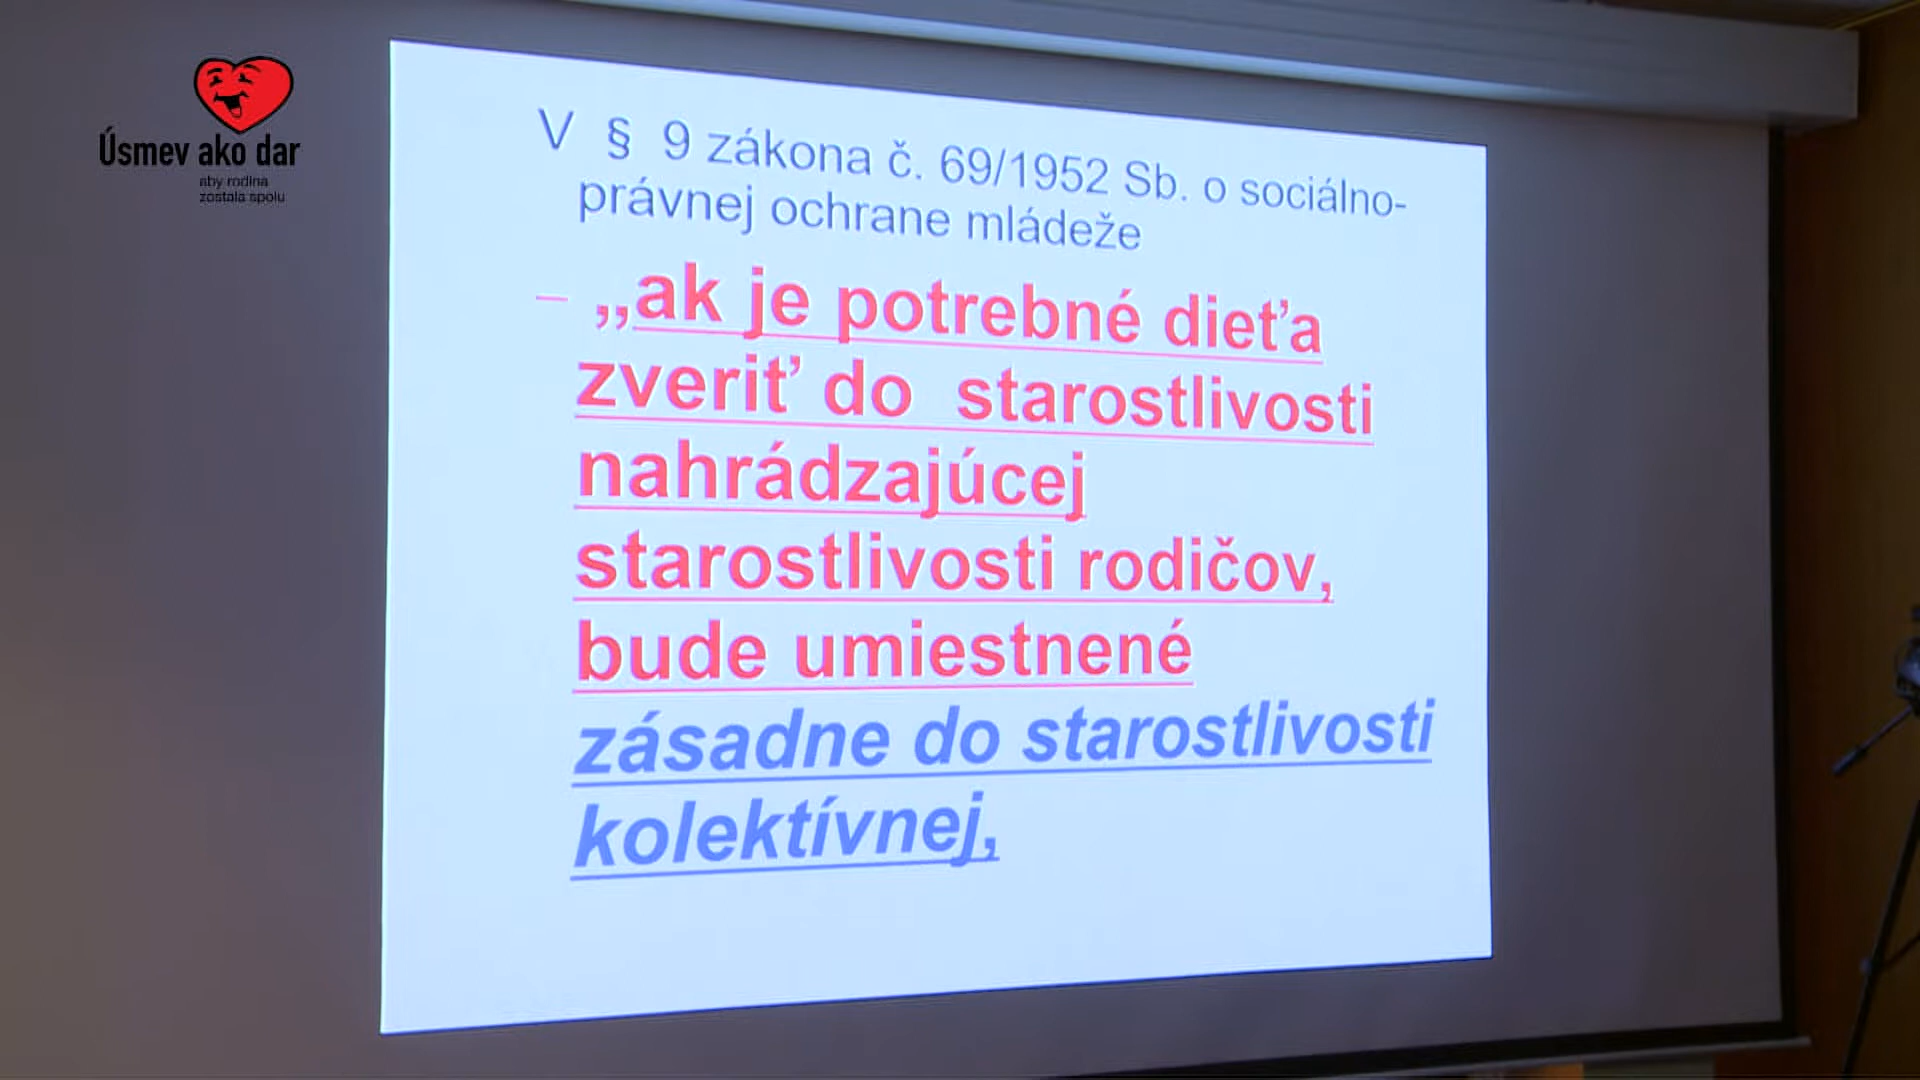 Úsmev ako dar
aby rodina
zostala spolu
V § 9 zákona č. 69/1952 Sb. o sociálno-
právnej ochrane mládeže
– „ak je potrebné dieťa
zveriť do starostlivosti
nahrádzajúcej
starostlivosti rodičov,
bude umiestnené
zásadne do starostlivosti
kolektívnej,